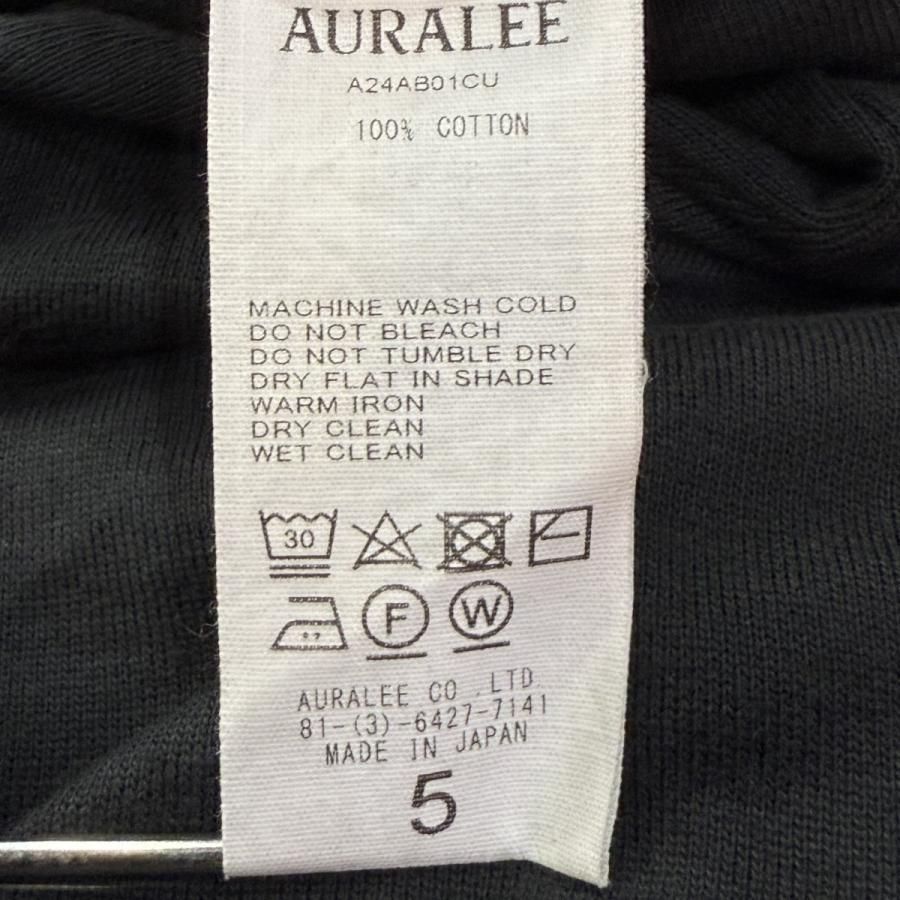 AURALEE
A24AB01CU
100% COTTON
MACHINE WASH COLD
DO NOT BLEACH
DO NOT TUMBLE DRY
DRY FLAT IN SHADE
WARM IRON
DRY CLEAN
WET CLEAN
30
F W
AURALEE CO .LTD
81-(3)-6427-7141
MADE IN JAPAN
5